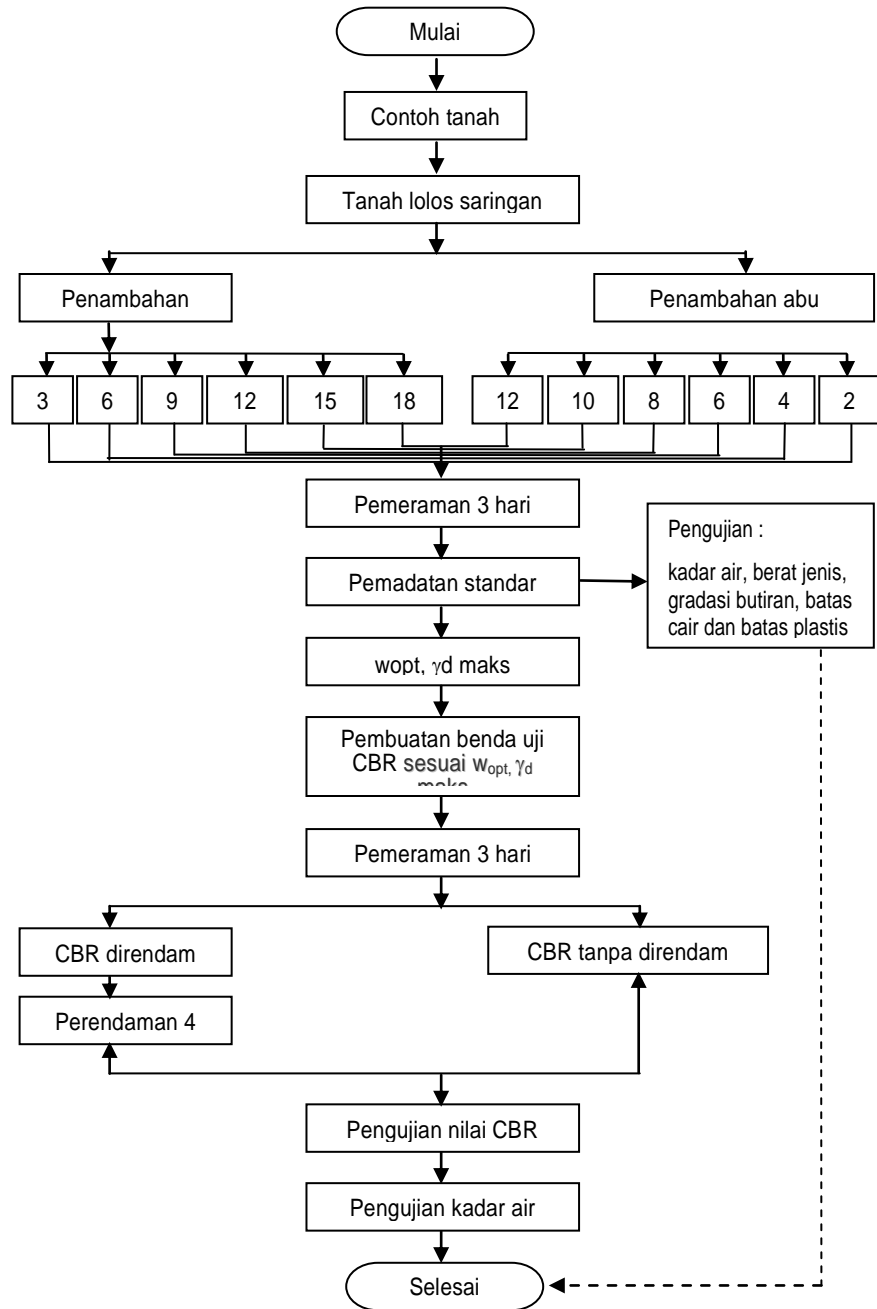 Mulai
Contoh tanah
Tanah lolos saringan
Penambahan
Penambahan abu
3 6 9 12 15 18 12 10 8 6 4 2
Pemeraman 3 hari
Pengujian :
kadar air, berat jenis,
gradasi butiran, batas
cair dan batas plastis
Pemadatan standar
wopt, γd maks
Pembuatan benda uji
CBR sesuai wopt, γd
maks
Pemeraman 3 hari
CBR direndam
CBR tanpa direndam
Perendaman 4
Pengujian nilai CBR
Pengujian kadar air
Selesai